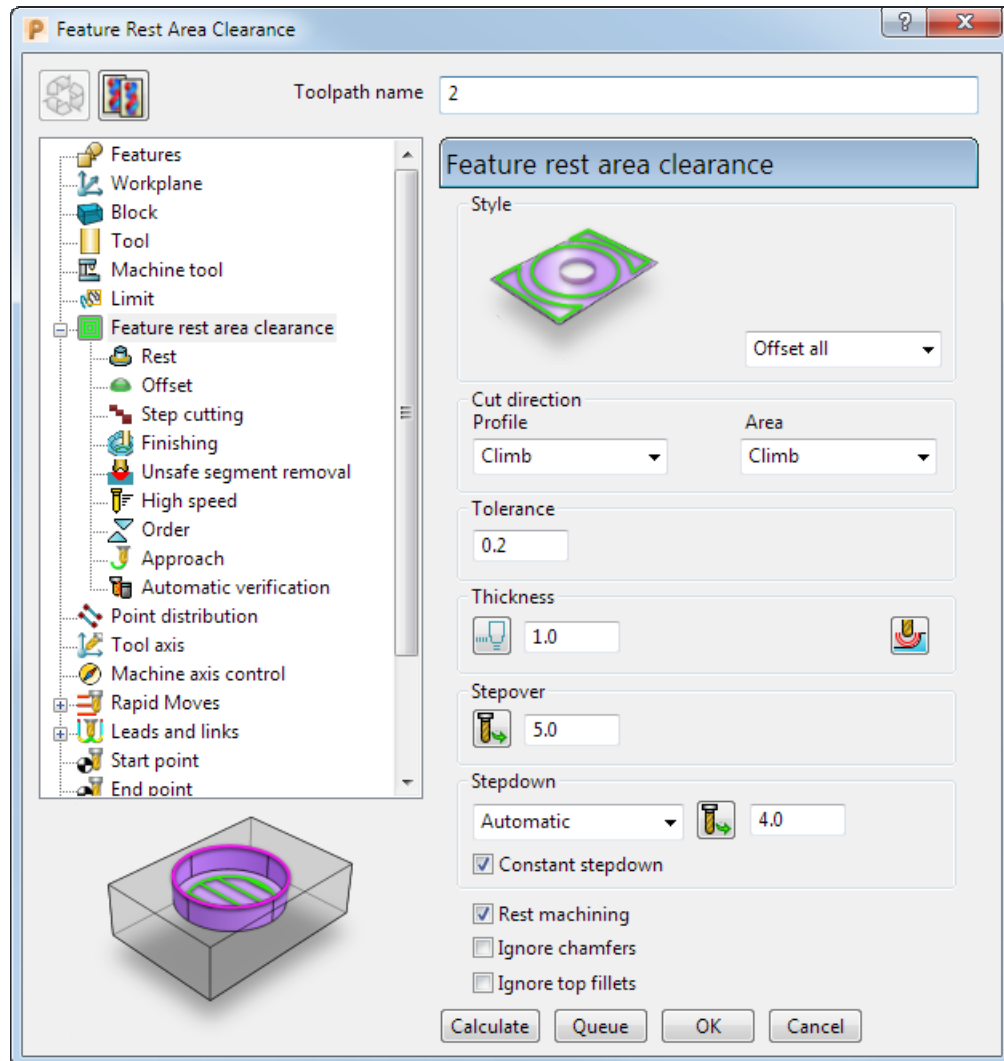 Feature Rest Area Clearance
Toolpath name 2
Features
Workplane
Block
Tool
Machine tool
Limit
Feature rest area clearance
Rest
Offset
Step cutting
Finishing
Unsafe segment removal
High speed
Order
Approach
Automatic verification
Point distribution
Tool axis
Machine axis control
Rapid Moves
Leads and links
Start point
End point
Feature rest area clearance
Style
Offset all
Cut direction
Profile Area
Climb Climb
Tolerance
0.2
Thickness
1.0
Stepover
5.0
Stepdown
Automatic 4.0
Constant stepdown
Rest machining
Ignore chamfers
Ignore top fillets
Calculate Queue OK Cancel